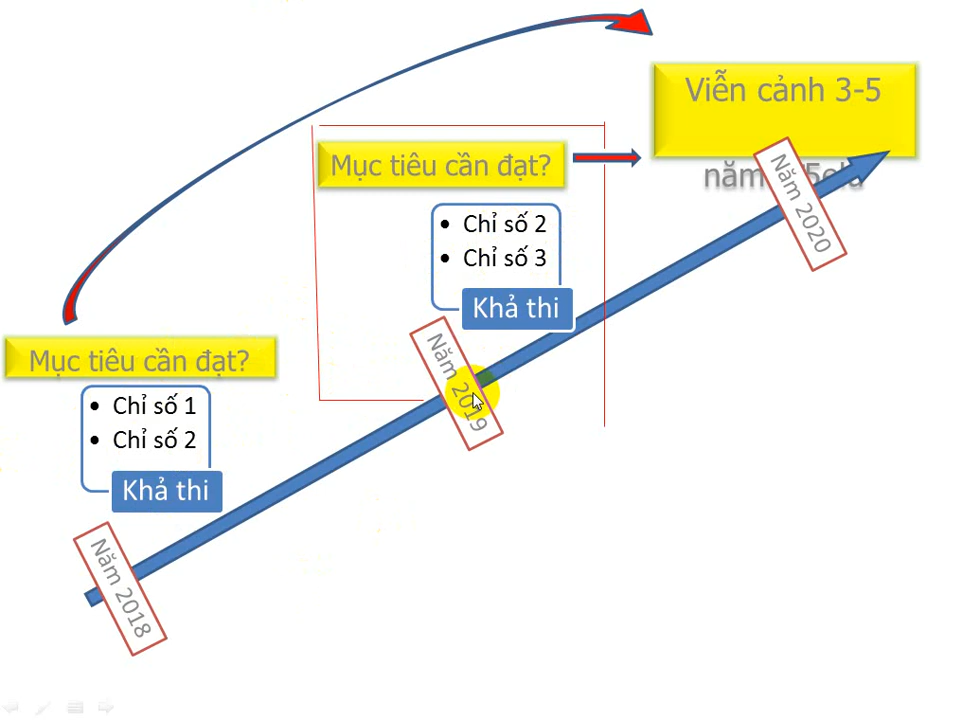 Viễn cảnh 3-5
năm
Mục tiêu cần đạt?
Chỉ số 2
Chỉ số 3
Khả thi
Năm 2020
Mục tiêu cần đạt?
Chỉ số 1
Chỉ số 2
Khả thi
Năm 2019
Năm 2018